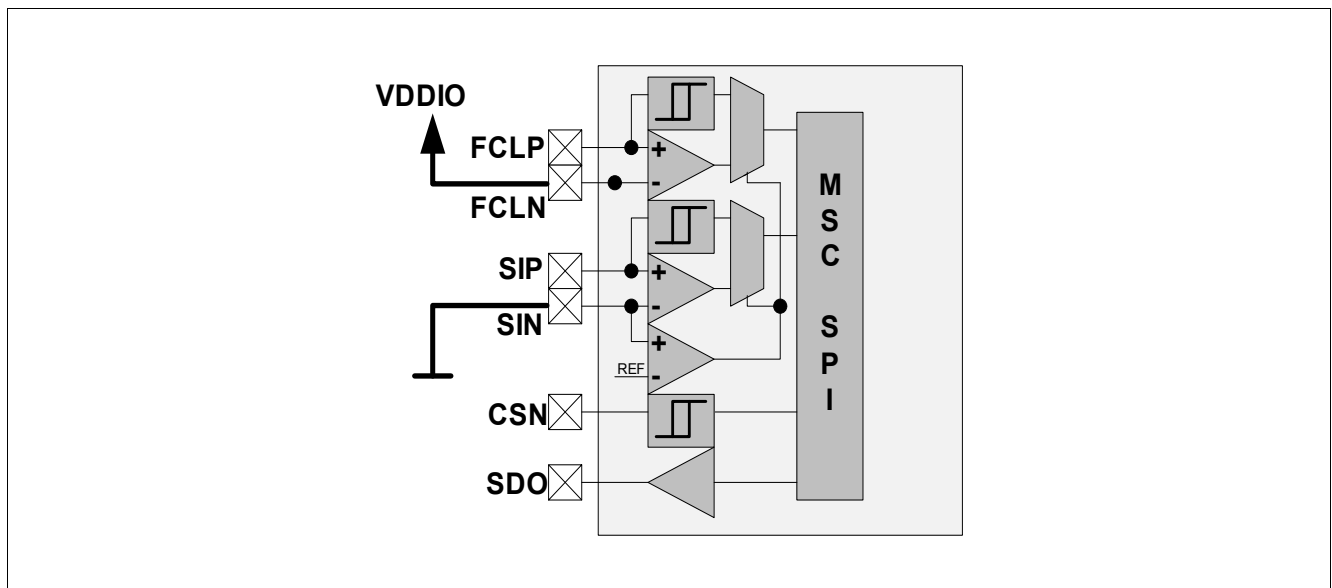 VDDIO
FCLP
+
-
FCLN
SIP
+
-
SIN
+
REF
-
CSN
SDO
M
S
C
S
P
I